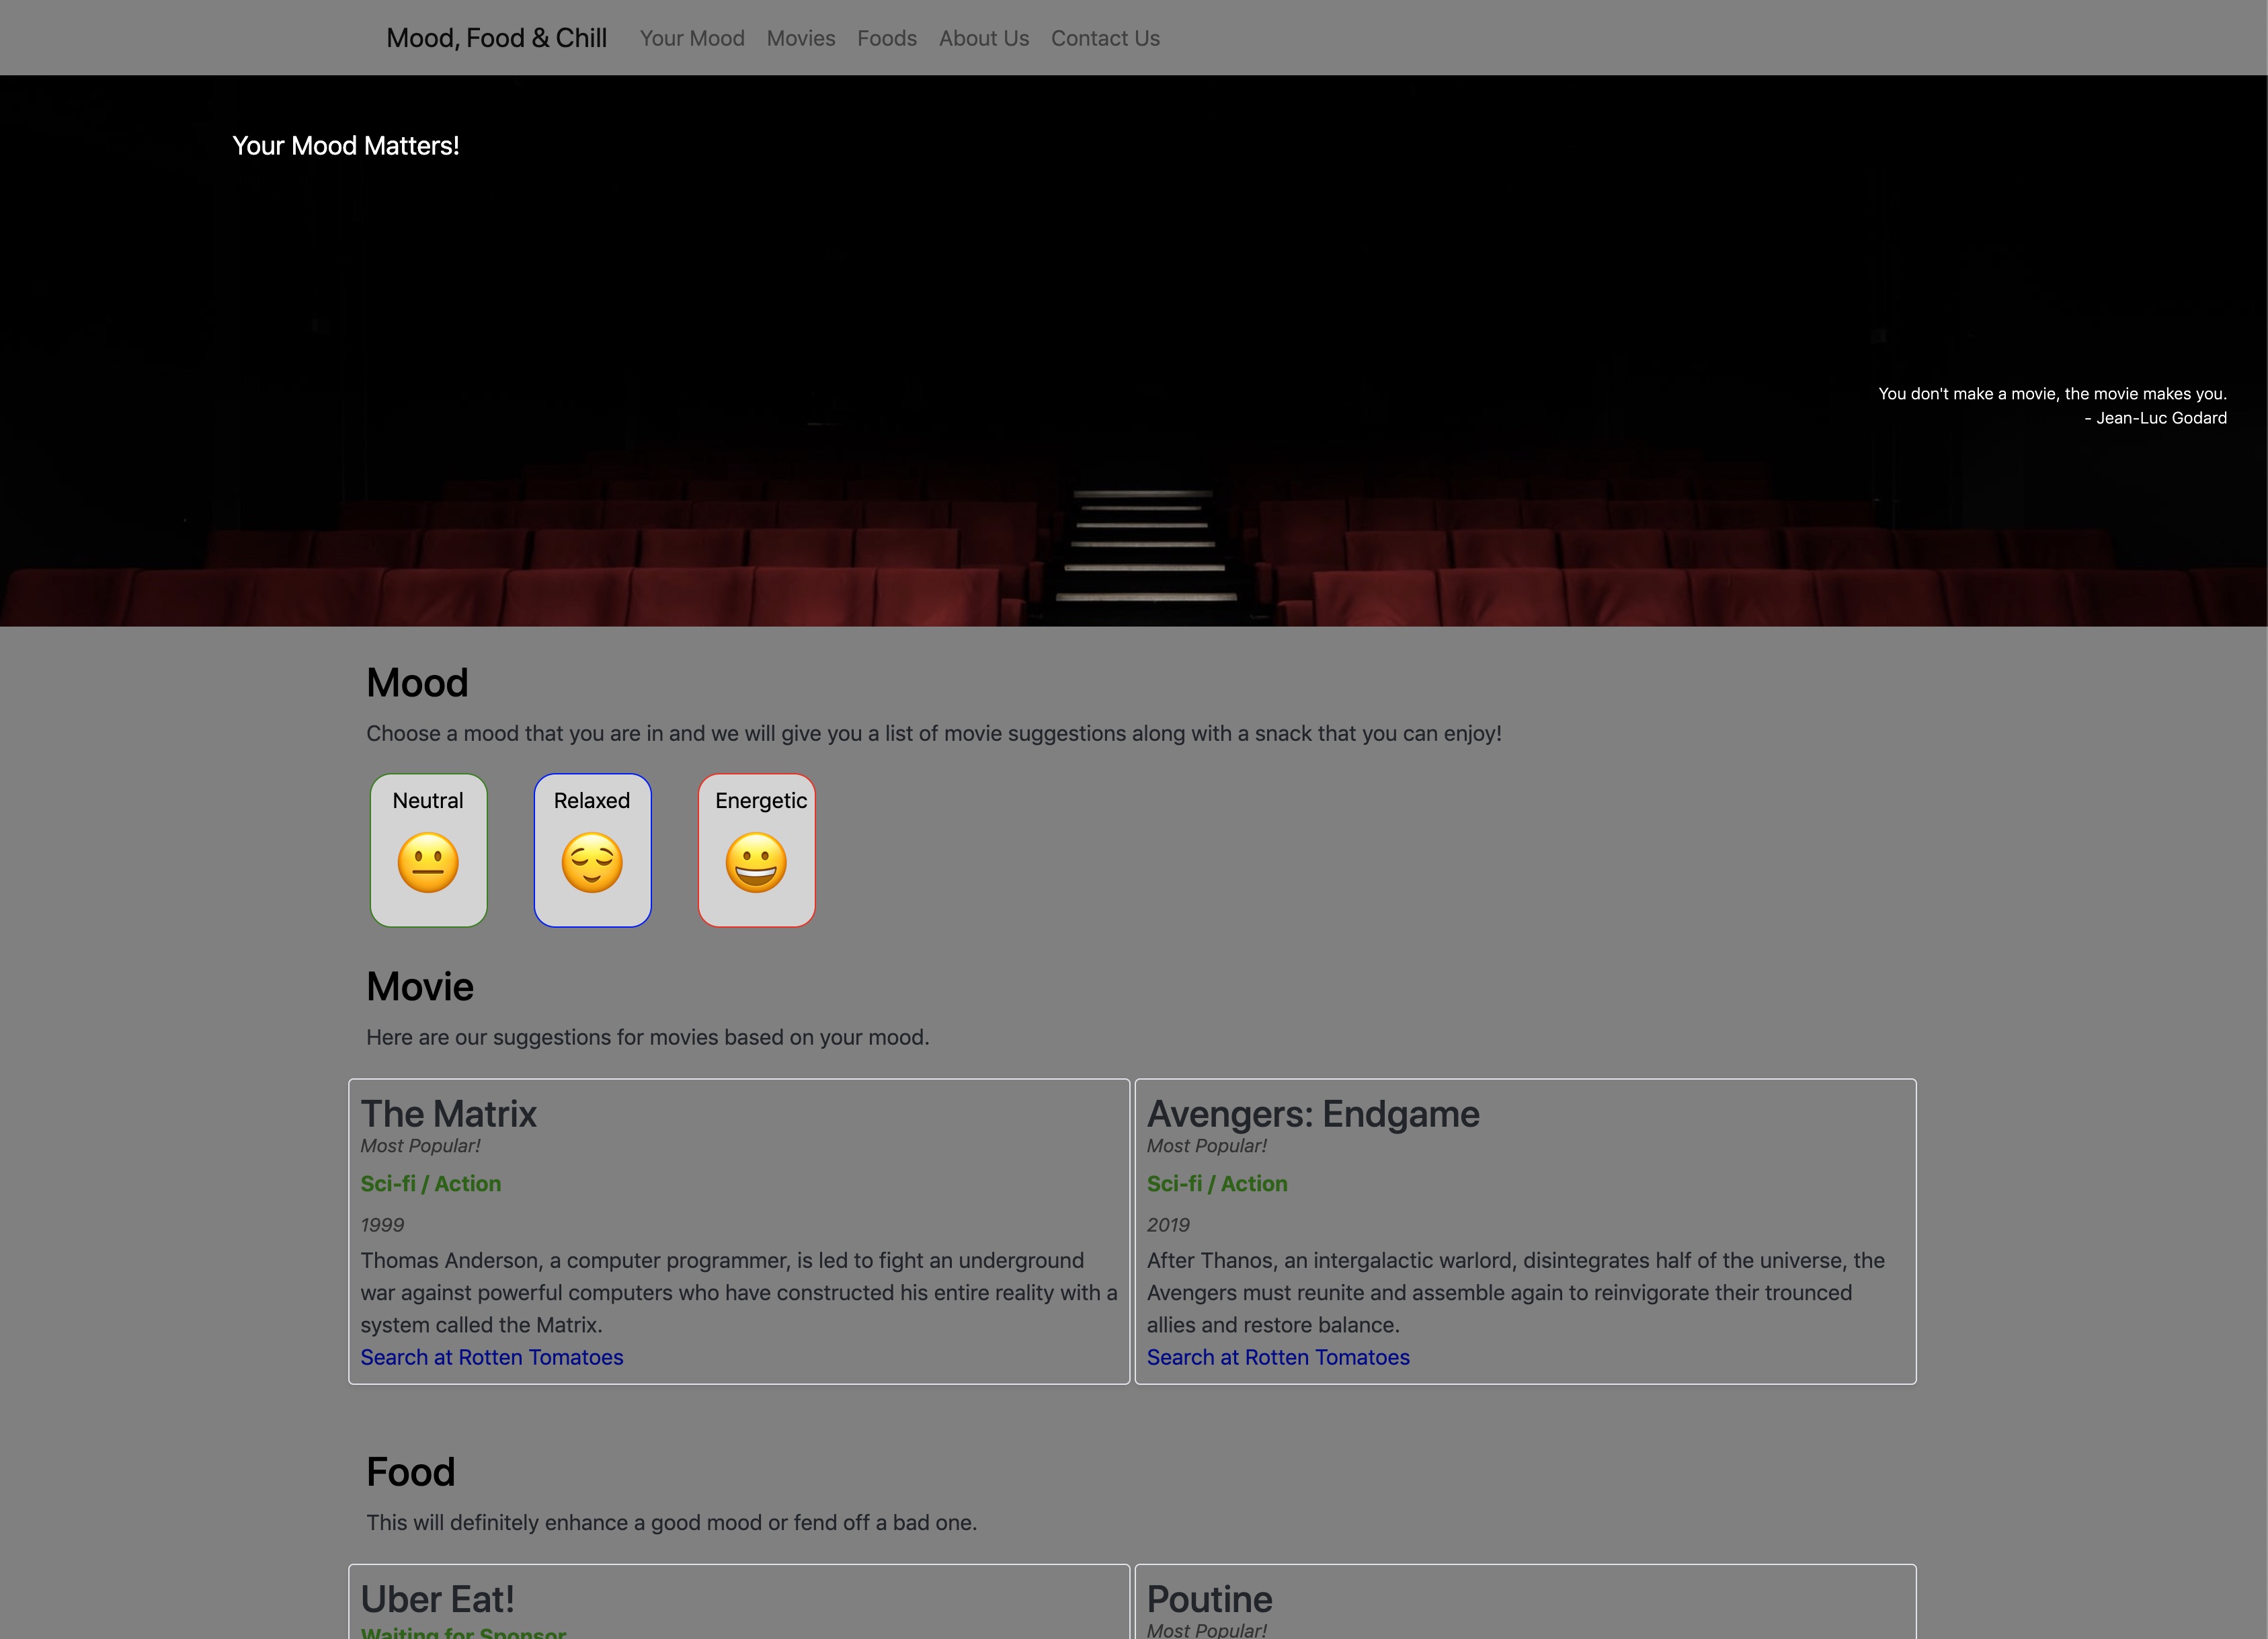 Mood, Food & Chill Your Mood Movies Foods About Us Contact Us
Your Mood Matters!
You don't make a movie, the movie makes you.
- Jean-Luc Godard
Mood
Choose a mood that you are in and we will give you a list of movie suggestions along with a snack that you can enjoy!
Neutral Relaxed Energetic
Movie
Here are our suggestions for movies based on your mood.
The Matrix
Most Popular!
Sci-fi / Action
1999
Thomas Anderson, a computer programmer, is led to fight an underground
war against powerful computers who have constructed his entire reality with a
system called the Matrix.
Search at Rotten Tomatoes
Avengers: Endgame
Most Popular!
Sci-fi / Action
2019
After Thanos, an intergalactic warlord, disintegrates half of the universe, the
Avengers must reunite and assemble again to reinvigorate their trounced
allies and restore balance.
Search at Rotten Tomatoes
Food
This will definitely enhance a good mood or fend off a bad one.
Uber Eat!
Waiting for Sponsor
Poutine
Most Popular!